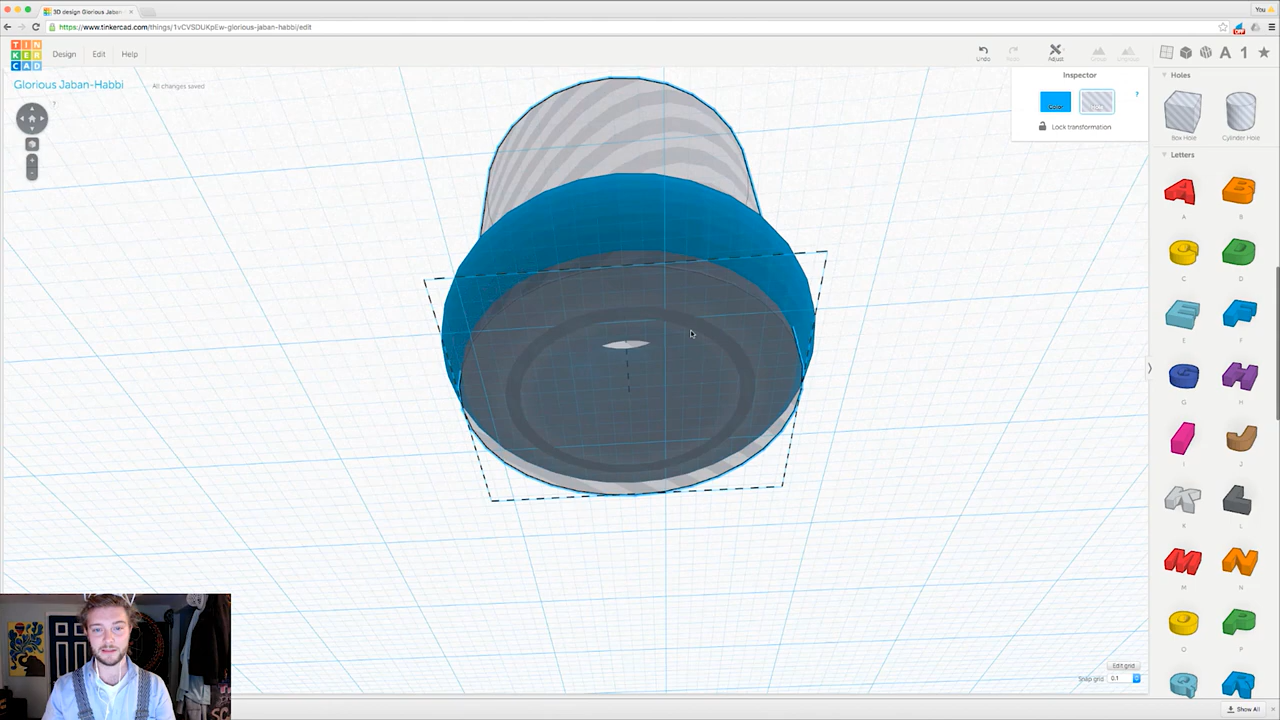 3D design Glorious Jaban-
You
https://www.tinkercad.com/things/1vCVSDUKpEw-glorious-jaban-habbi/edit
OFF
TIN
KER
CAD
Design Edit Help
Undo Redo Adjust Group Ungroup
A 1
Glorious Jaban-Habbi
All changes saved
?
Inspector
Color
?
Lock transformation
Holes
Box Hole Cylinder Hole
Letters
A B
C D
E F
G H
I J
K L
M N
O P
Q R
Edit grid
Snap grid 0.1
Show All